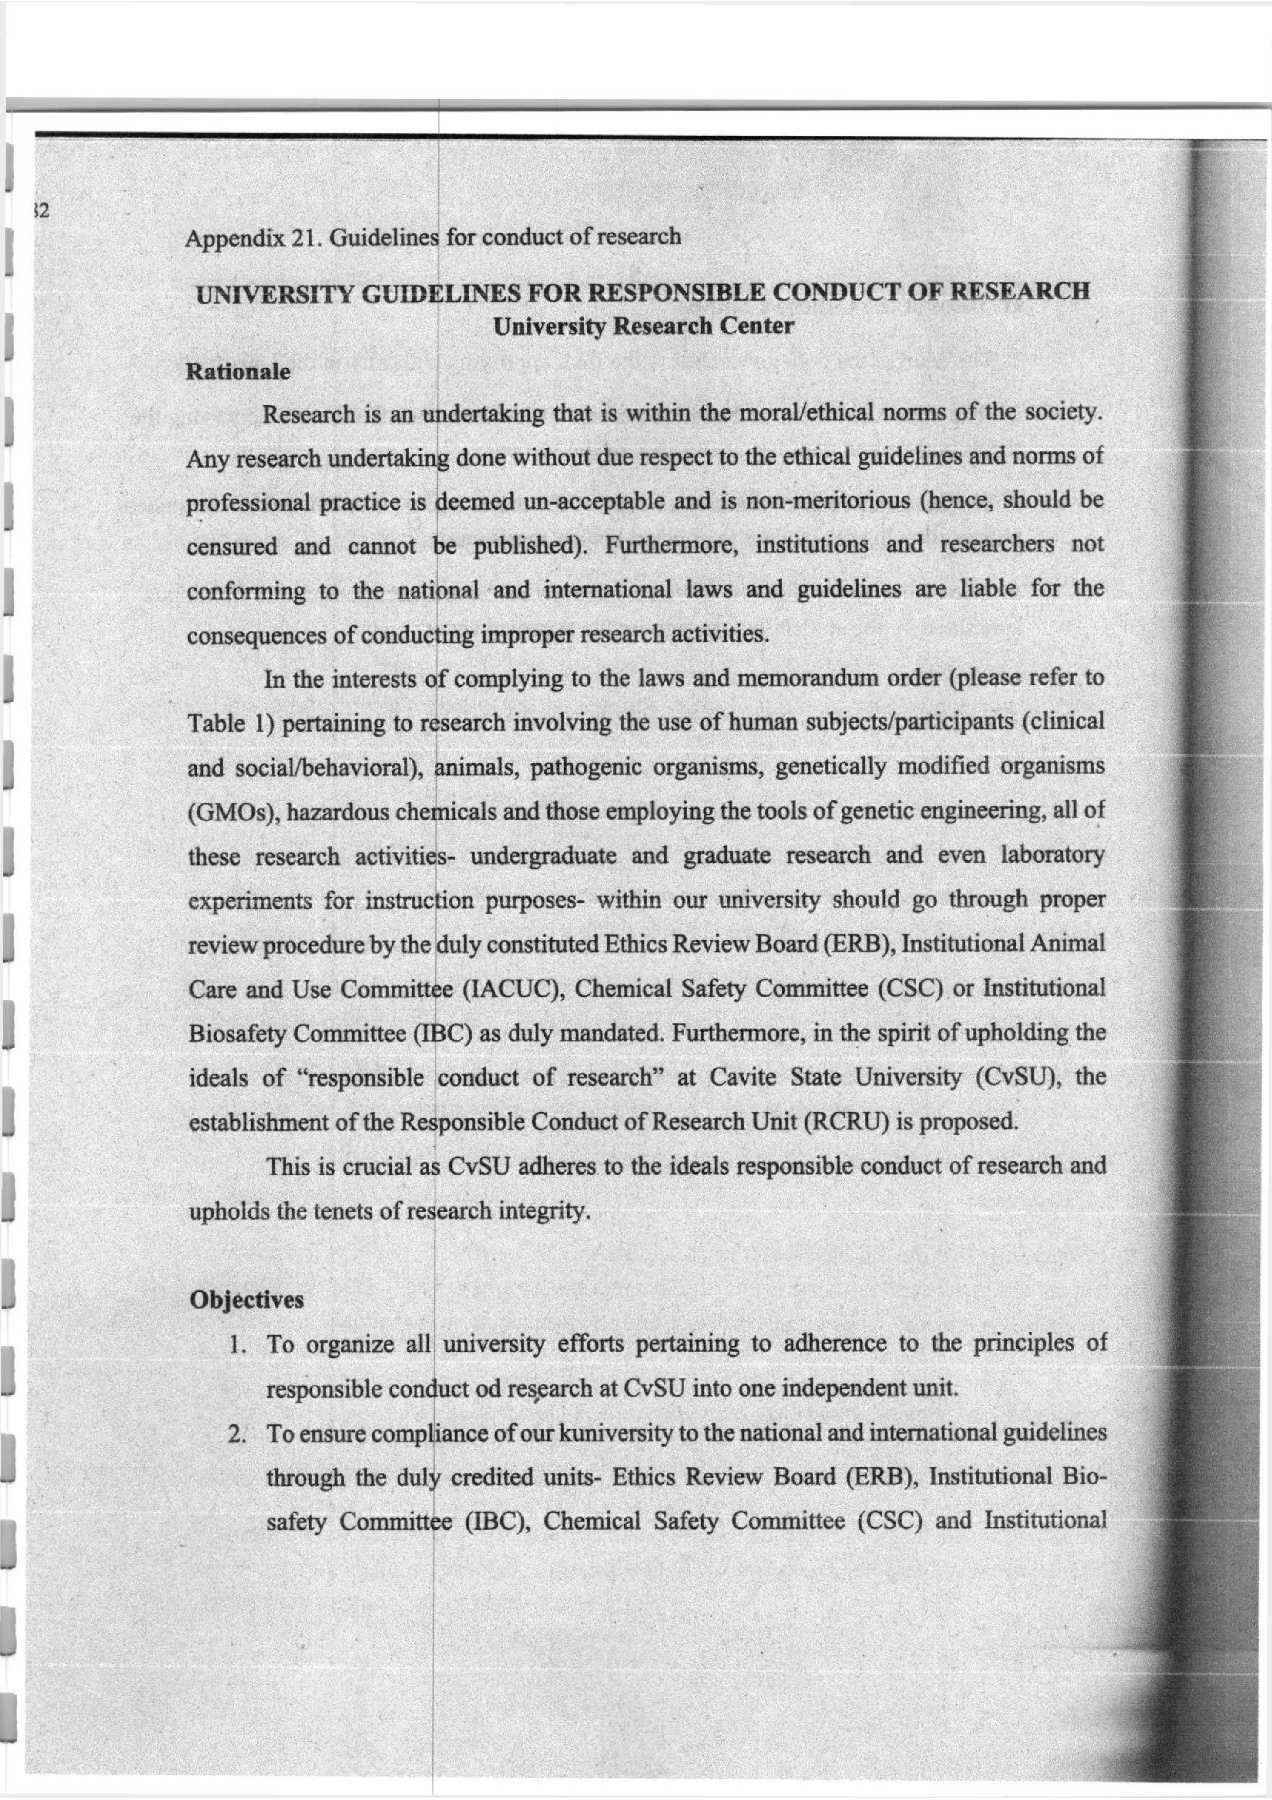 32
Appendix 21. Guidelines for conduct of research
UNIVERSITY GUIDELINES FOR RESPONSIBLE CONDUCT OF RESEARCH
University Research Center
Rationale
Research is an undertaking that is within the moral/ethical norms of the society.
Any research undertaking done without due respect to the ethical guidelines and norms of
professional practice is deemed un-acceptable and is non-meritorious (hence, should be
censured and cannot be published). Furthermore, institutions and researchers not
conforming to the national and international laws and guidelines are liable for the
consequences of conducting improper research activities.
In the interests of complying to the laws and memorandum order (please refer to
Table 1) pertaining to research involving the use of human subjects/participants (clinical
and social/behavioral), animals, pathogenic organisms, genetically modified organisms
(GMOs), hazardous chemicals and those employing the tools of genetic engineering, all of
these research activities- undergraduate and graduate research and even laboratory
experiments for instruction purposes- within our university should go through proper
review procedure by the duly constituted Ethics Review Board (ERB), Institutional Animal
Care and Use Committee (IACUC), Chemical Safety Committee (CSC) or Institutional
Biosafety Committee (IBC) as duly mandated. Furthermore, in the spirit of upholding the
ideals of “responsible conduct of research” at Cavite State University (CvSU), the
establishment of the Responsible Conduct of Research Unit (RCRU) is proposed.
This is crucial as CvSU adheres to the ideals responsible conduct of research and
upholds the tenets of research integrity.
Objectives
1. To organize all university efforts pertaining to adherence to the principles of
responsible conduct od research at CvSU into one independent unit.
2. To ensure compliance of our kuniversity to the national and international guidelines
through the duly credited units- Ethics Review Board (ERB), Institutional Bio-
safety Committee (IBC), Chemical Safety Committee (CSC) and Institutional